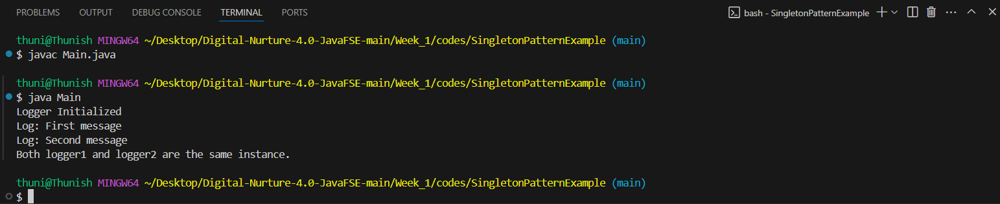 PROBLEMS OUTPUT DEBUG CONSOLE TERMINAL PORTS bash - SingletonPatternExample
thuni@Thunish MINGW64 ~/Desktop/Digital-Nurture-4.0-JavaFSE-main/Week_1/codes/SingletonPatternExample (main)
$ javac Main.java
thuni@Thunish MINGW64 ~/Desktop/Digital-Nurture-4.0-JavaFSE-main/Week_1/codes/SingletonPatternExample (main)
$ java Main
Logger Initialized
Log: First message
Log: Second message
Both logger1 and logger2 are the same instance.
thuni@Thunish MINGW64 ~/Desktop/Digital-Nurture-4.0-JavaFSE-main/Week_1/codes/SingletonPatternExample (main)
$